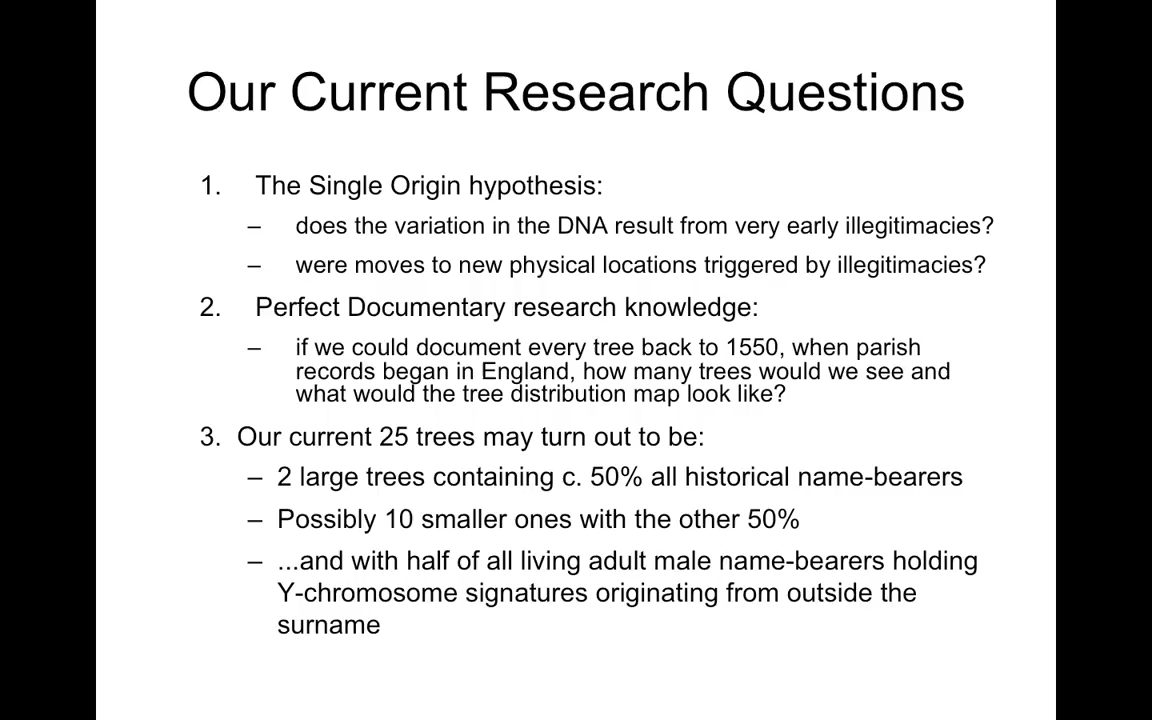 Our Current Research Questions
1. The Single Origin hypothesis:
– does the variation in the DNA result from very early illegitimacies?
– were moves to new physical locations triggered by illegitimacies?
2. Perfect Documentary research knowledge:
– if we could document every tree back to 1550, when parish
records began in England, how many trees would we see and
what would the tree distribution map look like?
3. Our current 25 trees may turn out to be:
– 2 large trees containing c. 50% all historical name-bearers
– Possibly 10 smaller ones with the other 50%
– ...and with half of all living adult male name-bearers holding
Y-chromosome signatures originating from outside the
surname